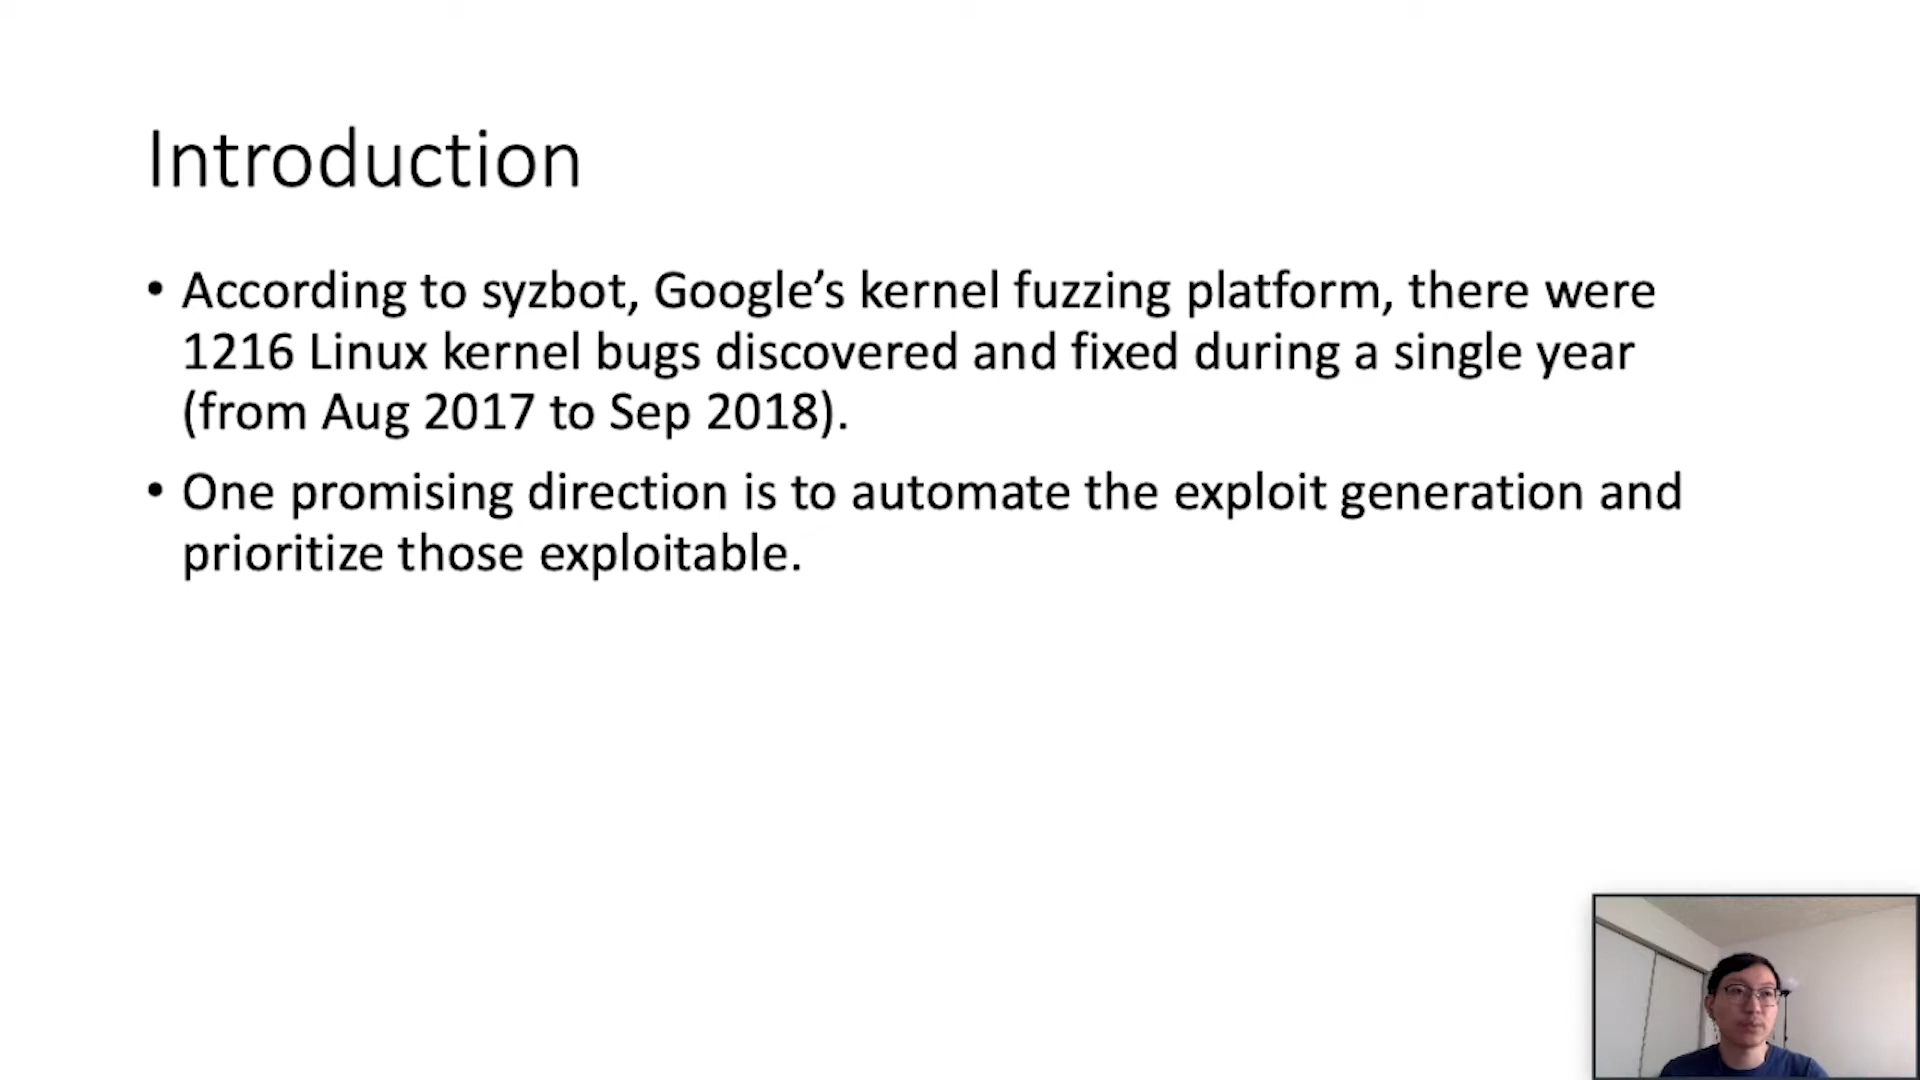 Introduction
• According to syzbot, Google’s kernel fuzzing platform, there were
1216 Linux kernel bugs discovered and fixed during a single year
(from Aug 2017 to Sep 2018).
• One promising direction is to automate the exploit generation and
prioritize those exploitable.